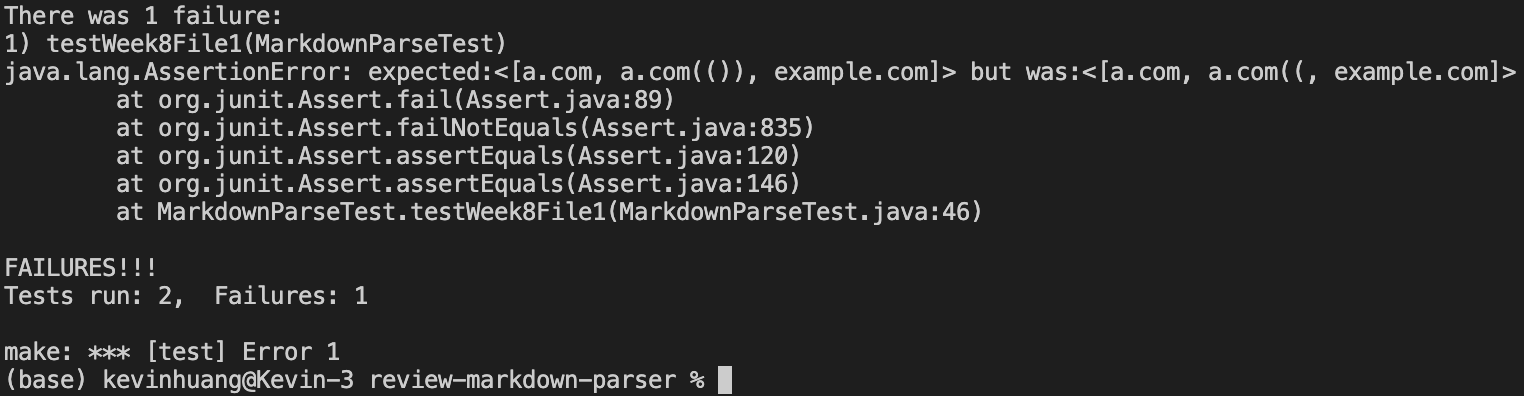 There was 1 failure:
1) testWeek8File1(MarkdownParseTest)
java.lang.AssertionError: expected:<[a.com, a.com(()), example.com]> but was:<[a.com, a.com((, example.com]>
        at org.junit.Assert.fail(Assert.java:89)
        at org.junit.Assert.failNotEquals(Assert.java:835)
        at org.junit.Assert.assertEquals(Assert.java:120)
        at org.junit.Assert.assertEquals(Assert.java:146)
        at MarkdownParseTest.testWeek8File1(MarkdownParseTest.java:46)

FAILURES!!!
Tests run: 2,  Failures: 1

make: *** [test] Error 1
(base) kevinhuang@Kevin-3 review-markdown-parser %